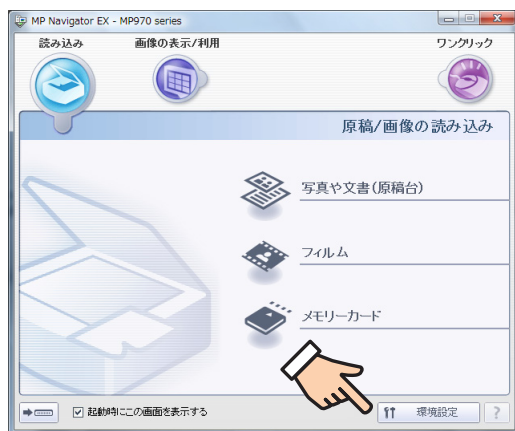 MP Navigator EX - MP970 series
読み込み
画像の表示/利用
ワンクリック
原稿/画像の読み込み
写真や文書(原稿台)
フィルム
メモリーカード
起動時にこの画面を表示する
環境設定
?